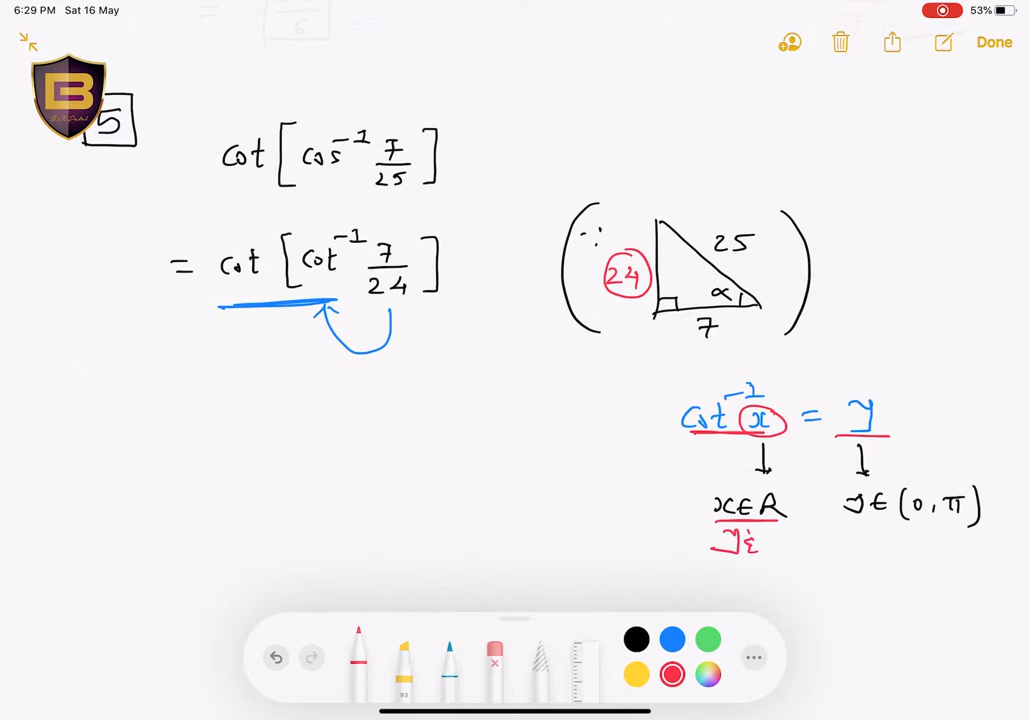 6:29 PM Sat 16 May
53%
Done
B
5
cot [ cos⁻¹ 7/25 ]
= cot [ cot⁻¹ 7/24 ]
( ∵ 24 25 α 7 )
cot⁻¹ x = y
↓ ↓
x∈R y∈(0,π)
93